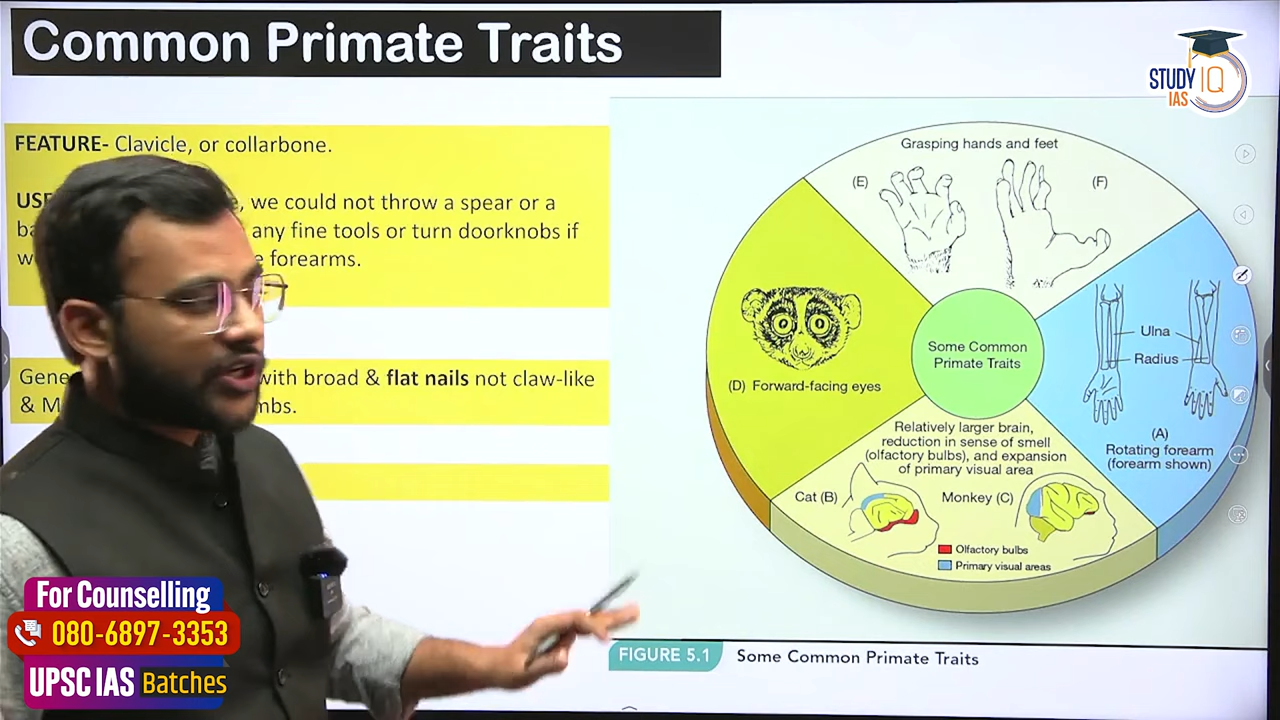 Common Primate Traits
STUDY IQ
IAS
FEATURE- Clavicle, or collarbone.
we could not throw a spear or a
any fine tools or turn doorknobs if
forearms.
with broad & flat nails not claw-like
&
Grasping hands and feet
(E)
(F)
(D) Forward-facing eyes
Some Common
Primate Traits
Ulna
Radius
(A)
Rotating forearm
(forearm shown)
Relatively larger brain,
reduction in sense of smell
(olfactory bulbs), and expansion
of primary visual area
Cat (B)
Monkey (C)
Olfactory bulbs
Primary visual areas
FIGURE 5.1 Some Common Primate Traits
For Counselling
080-6897-3353
UPSC IAS Batches